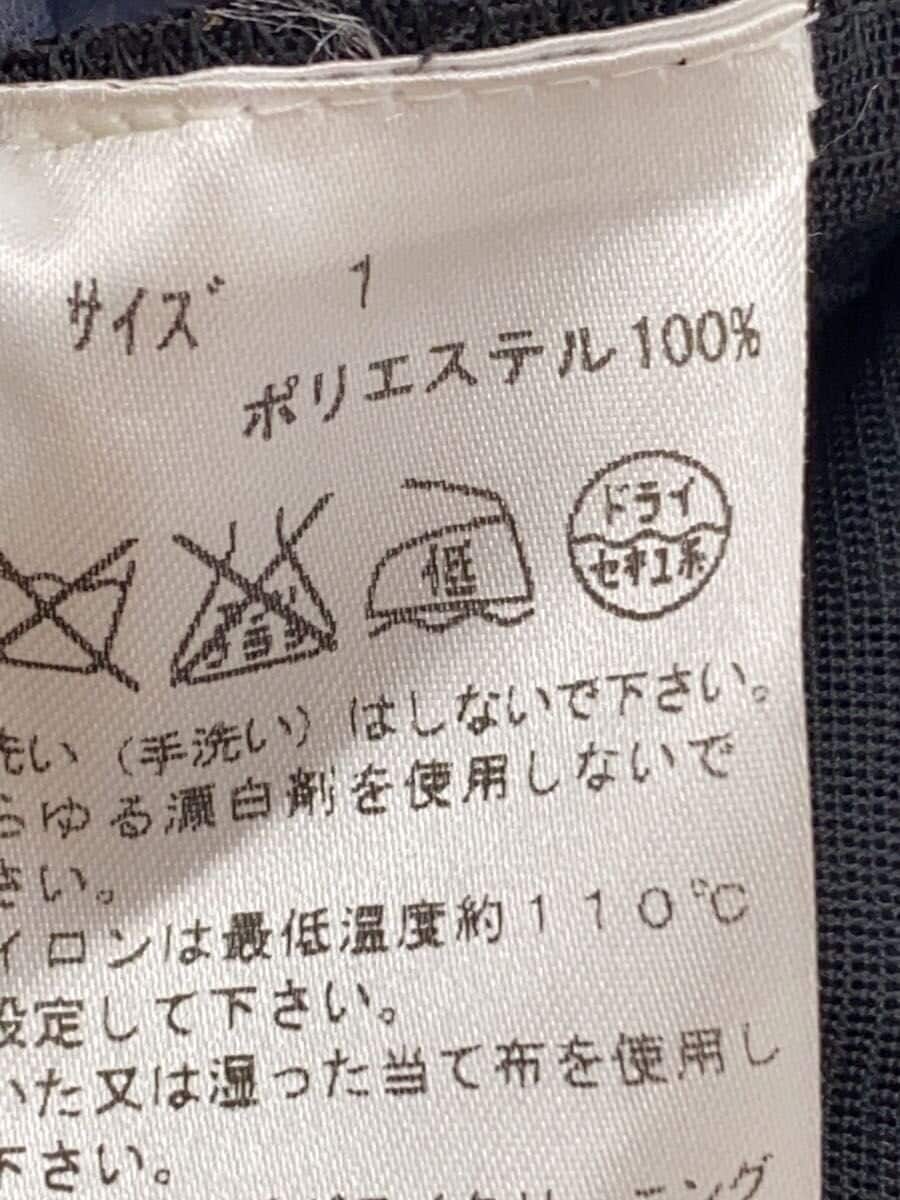 サイズ 1
ポリエステル100%
低
ドライ
セキユ系
洗い(手洗い)はしないで下さい。
らゆる漂白剤を使用しないで
さい。
イロンは最低温度約110℃
設定して下さい。
いた又は湿った当て布を使用し
下さい。